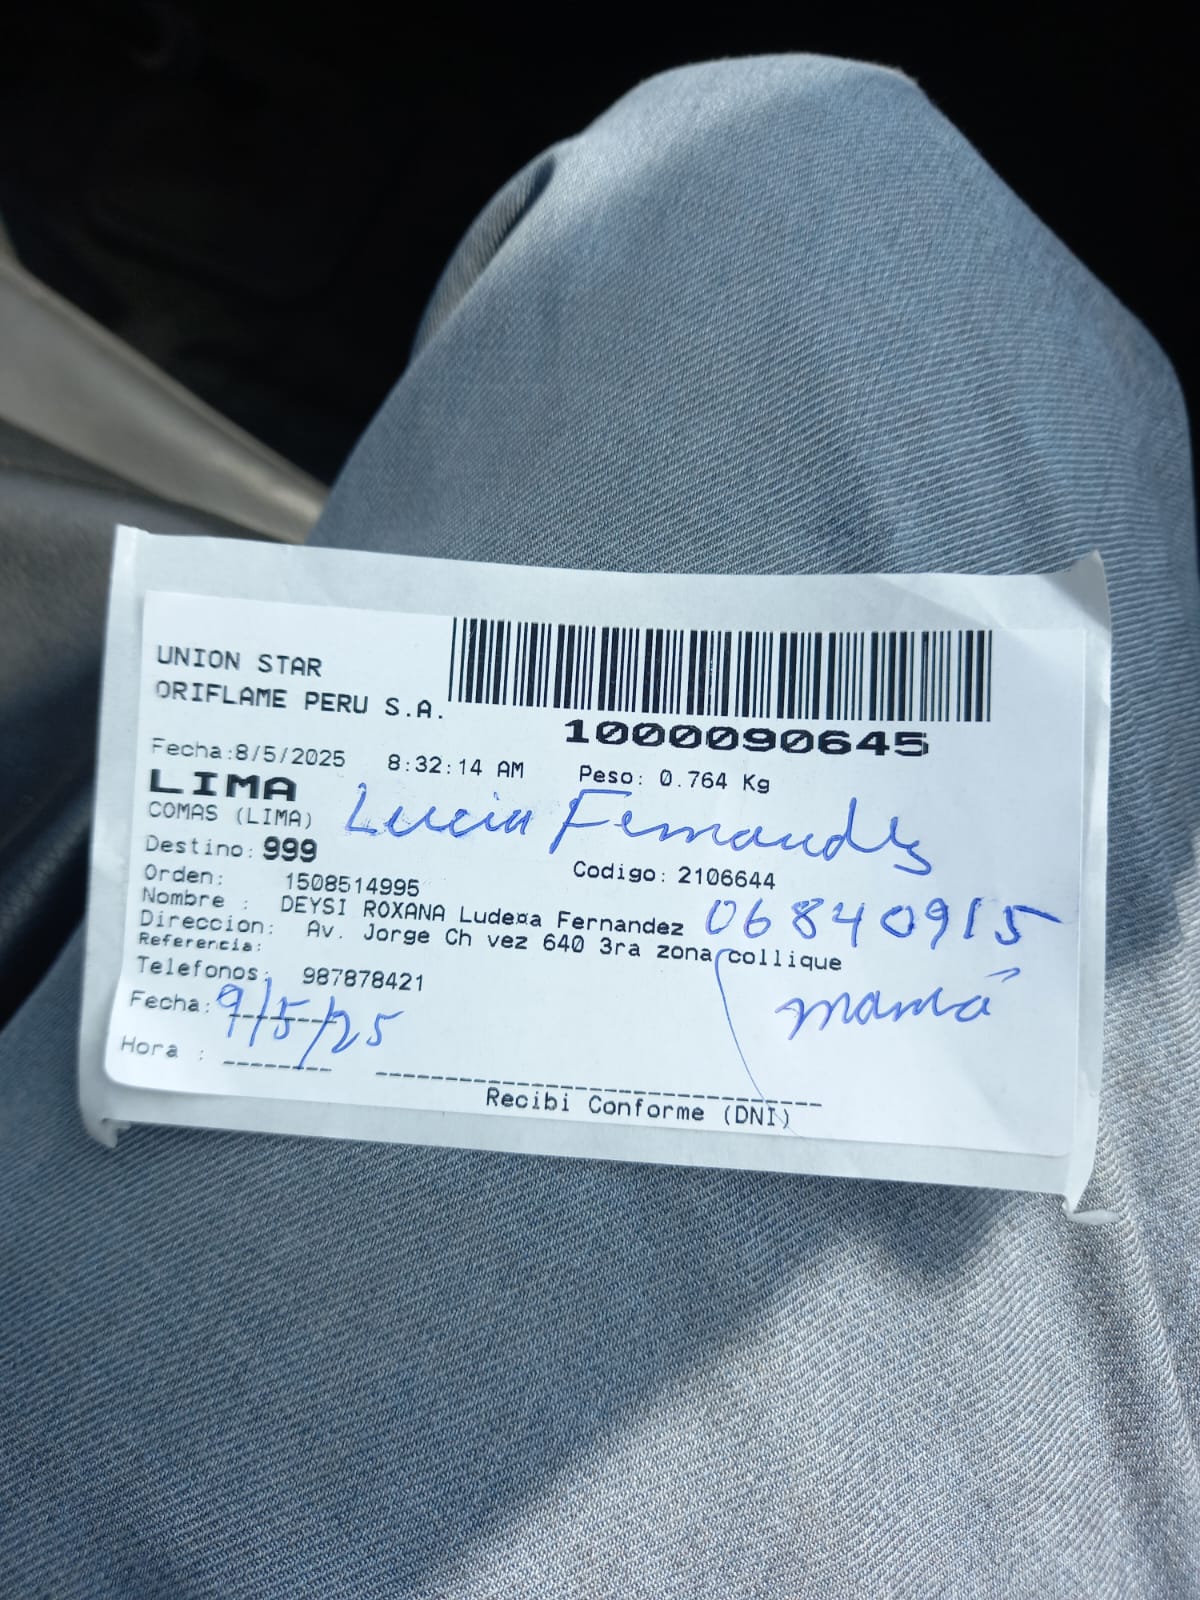 UNION STAR
ORIFLAME PERU S.A.
1000090645
Fecha:8/5/2025 8:32:14 AM Peso: 0.764 Kg
LIMA
COMAS (LIMA)
Lucia Fernandes
Destino: 999
Codigo: 2106644
Orden: 1508514995
Nombre : DEYSI ROXANA Lude¤a Fernandez
06840915
Direccion: Av. Jorge Ch vez 640 3ra zona collique
Referencia:
Telefonos: 987878421
mamá
Fecha: 9/5/25
Hora :
Recibi Conforme (DNI)